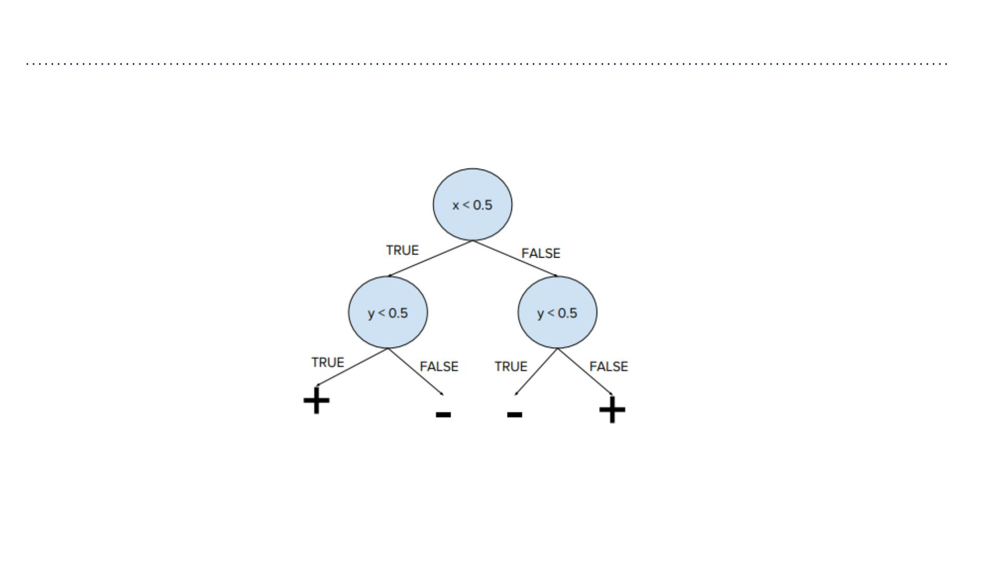 x < 0.5
TRUE
FALSE
y < 0.5
y < 0.5
TRUE
FALSE
TRUE
FALSE
+
-
-
+